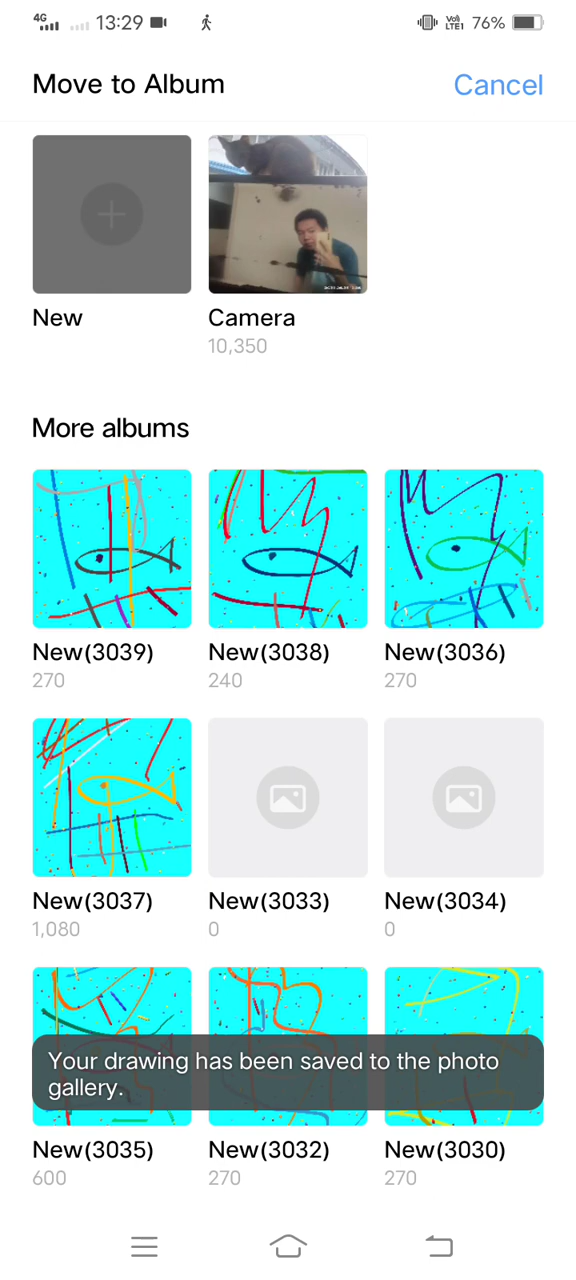 4G 13:29 Vo)) LTE1 76%
Move to Album Cancel
New Camera
10,350
More albums
New(3039) New(3038) New(3036)
270 240 270
New(3037) New(3033) New(3034)
1,080 0 0
Your drawing has been saved to the photo
gallery.
New(3035) New(3032) New(3030)
600 270 270